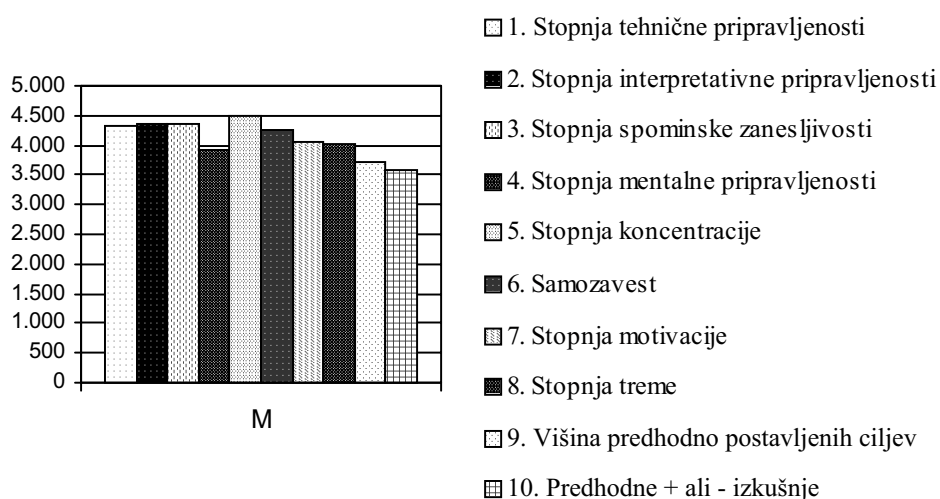 5.000
4.500
4.000
3.500
3.000
2.500
2.000
1.500
1.000
500
0
M
1. Stopnja tehnične pripravljenosti
2. Stopnja interpretativne pripravljenosti
3. Stopnja spominske zanesljivosti
4. Stopnja mentalne pripravljenosti
5. Stopnja koncentracije
6. Samozavest
7. Stopnja motivacije
8. Stopnja treme
9. Višina predhodno postavljenih ciljev
10. Predhodne + ali - izkušnje